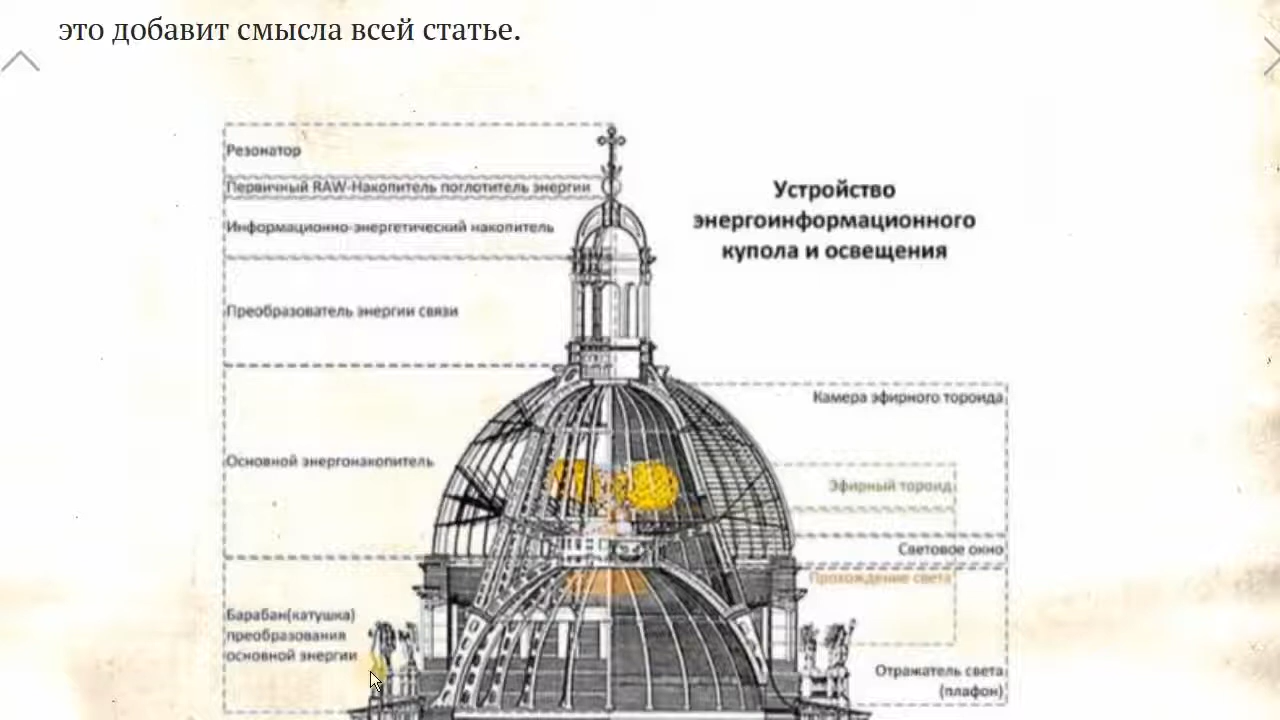 это добавит смысла всей статье.
Резонатор
Первичный RAW-Накопитель поглотитель энергии
Информационно-энергетический накопитель
Преобразователь энергии связи
Основной энергонакопитель
Барабан(катушка)
преобразования
основной энергии
Устройство
энергоинформационного
купола и освещения
Камера эфирного тороида
Эфирный тороид
Световое окно
Прохождение света
Отражатель света
(плафон)